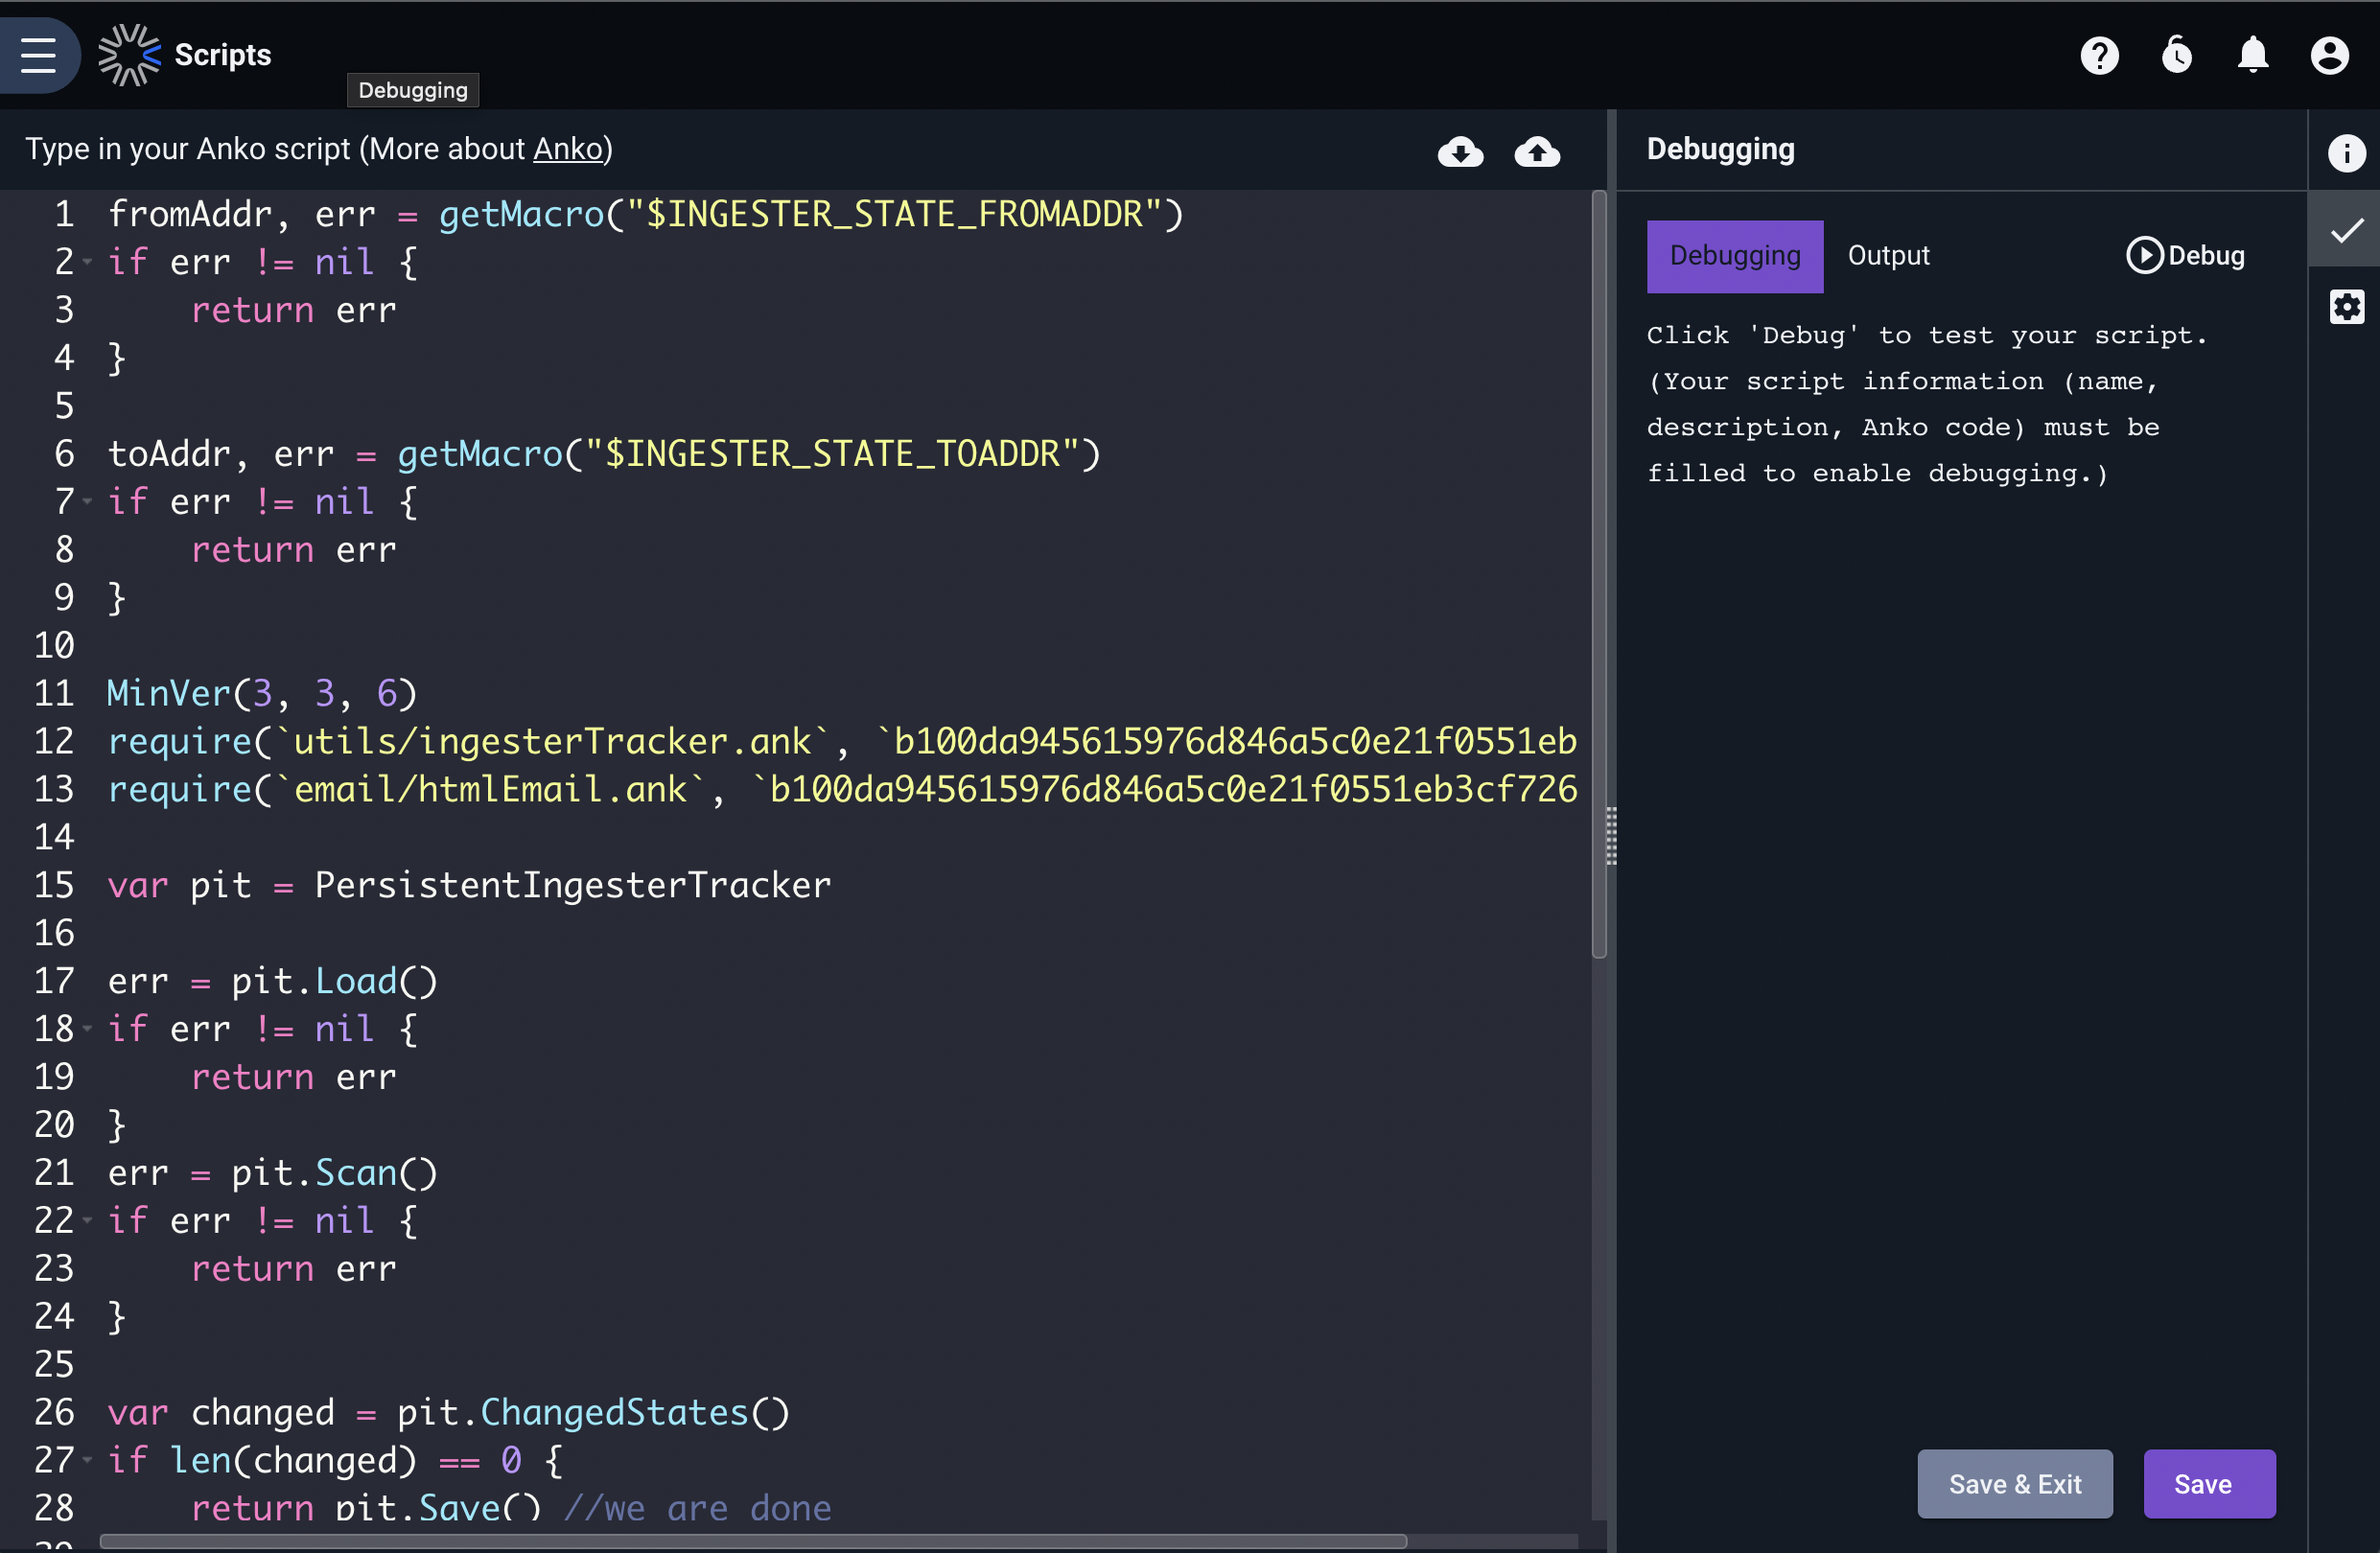 Scripts
Debugging
Type in your Anko script (More about Anko)
1 fromAddr, err = getMacro("$INGESTER_STATE_FROMADDR")
2 if err != nil {
3 return err
4 }
5
6 toAddr, err = getMacro("$INGESTER_STATE_TOADDR")
7 if err != nil {
8 return err
9 }
10
11 MinVer(3, 3, 6)
12 require(`utils/ingesterTracker.ank`, `b100da945615976d846a5c0e21f0551eb
13 require(`email/htmlEmail.ank`, `b100da945615976d846a5c0e21f0551eb3cf726
14
15 var pit = PersistentIngesterTracker
16
17 err = pit.Load()
18 if err != nil {
19 return err
20 }
21 err = pit.Scan()
22 if err != nil {
23 return err
24 }
25
26 var changed = pit.ChangedStates()
27 if len(changed) == 0 {
28 return pit.Save() //we are done
Debugging
Debugging Output Debug
Click 'Debug' to test your script.
(Your script information (name,
description, Anko code) must be
filled to enable debugging.)
Save & Exit Save